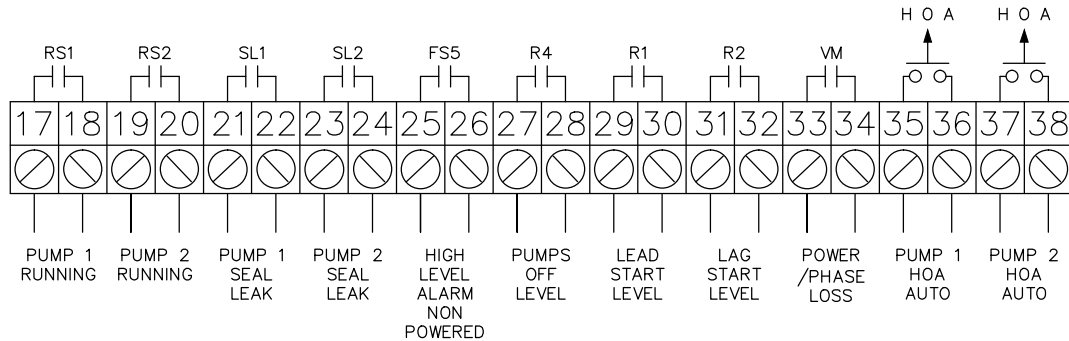 H O A H O A
RS1 RS2 SL1 SL2 FS5 R4 R1 R2 VM
17 18 19 20 21 22 23 24 25 26 27 28 29 30 31 32 33 34 35 36 37 38
PUMP 1
RUNNING
PUMP 2
RUNNING
PUMP 1
SEAL
LEAK
PUMP 2
SEAL
LEAK
HIGH
LEVEL
ALARM
NON
POWERED
PUMPS
OFF
LEVEL
LEAD
START
LEVEL
LAG
START
LEVEL
POWER
/PHASE
LOSS
PUMP 1
HOA
AUTO
PUMP 2
HOA
AUTO